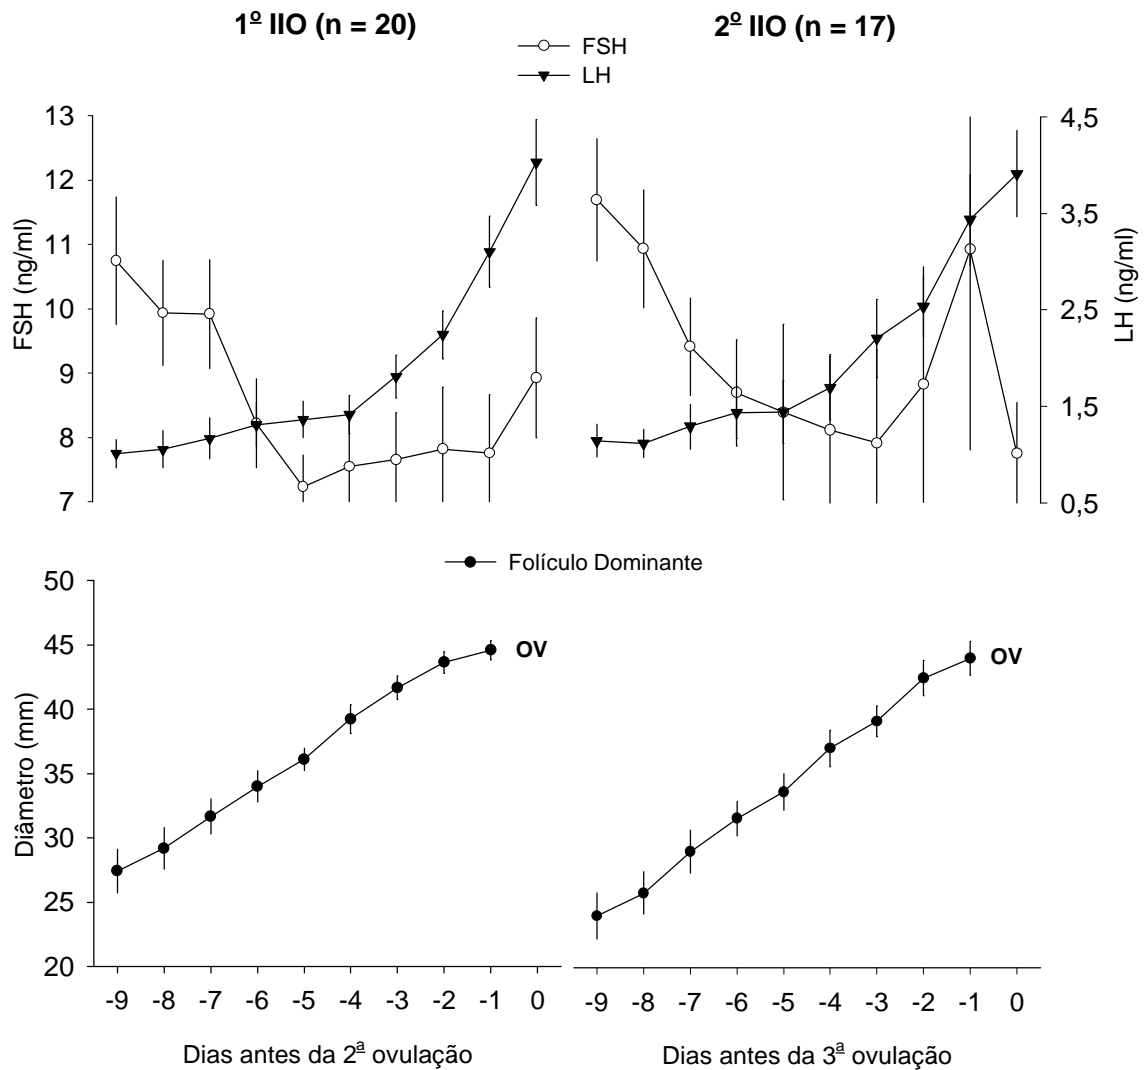 1º IIO (n = 20)
2º IIO (n = 17)
FSH
LH
13
12
11
10
9
8
7
FSH (ng/ml)
4,5
3,5
2,5
1,5
0,5
LH (ng/ml)
Folículo Dominante
50
45
40
35
30
25
20
Diâmetro (mm)
OV
OV
-9 -8 -7 -6 -5 -4 -3 -2 -1 0
-9 -8 -7 -6 -5 -4 -3 -2 -1 0
Dias antes da 2ª ovulação
Dias antes da 3ª ovulação